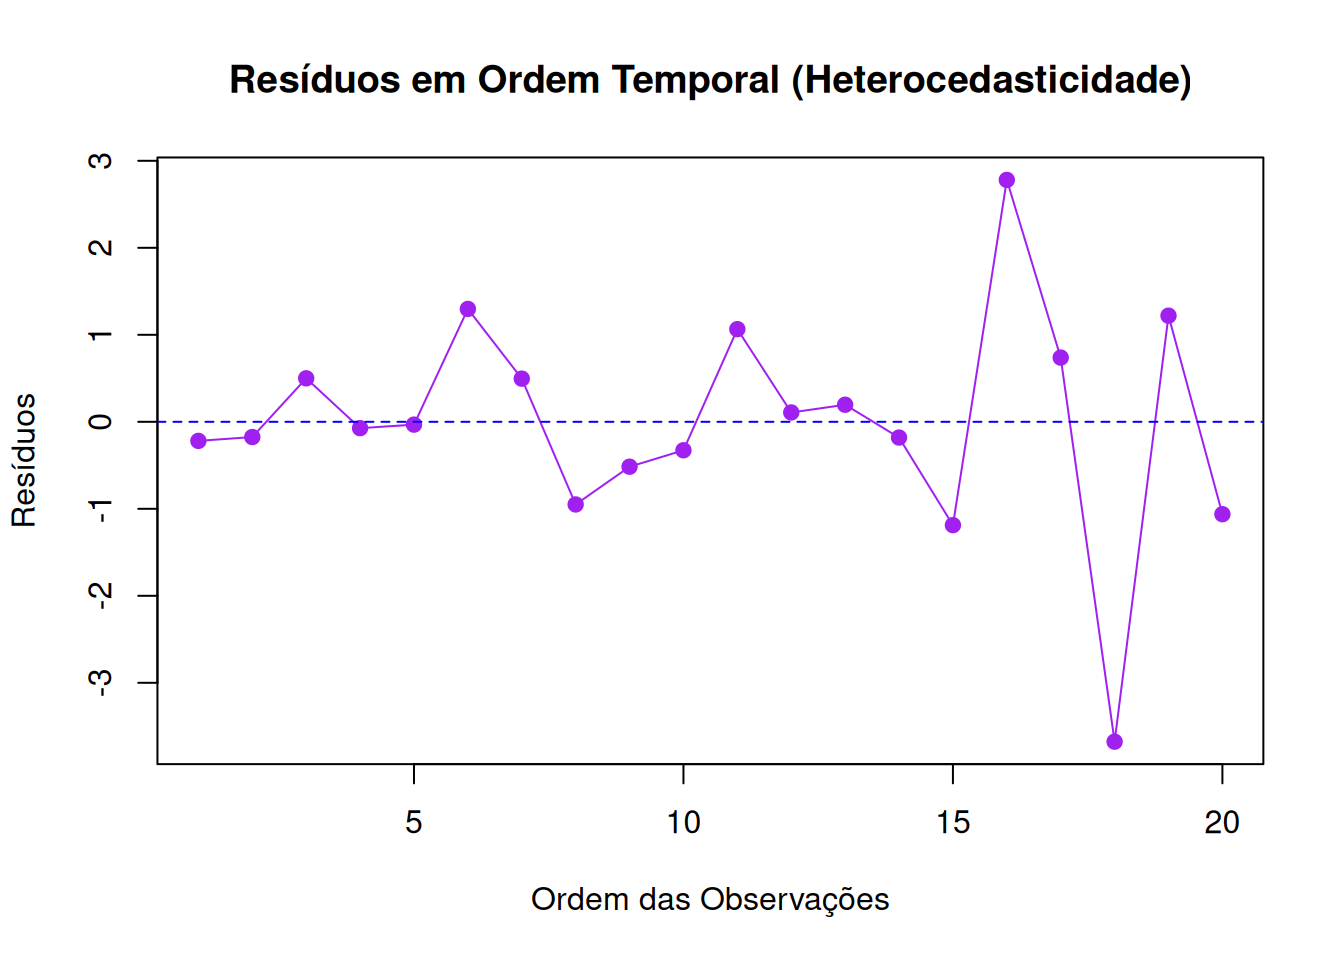 Resíduos em Ordem Temporal (Heterocedasticidade)
3
2
1
0
-1
-2
-3
Resíduos
5 10 15 20
Ordem das Observações